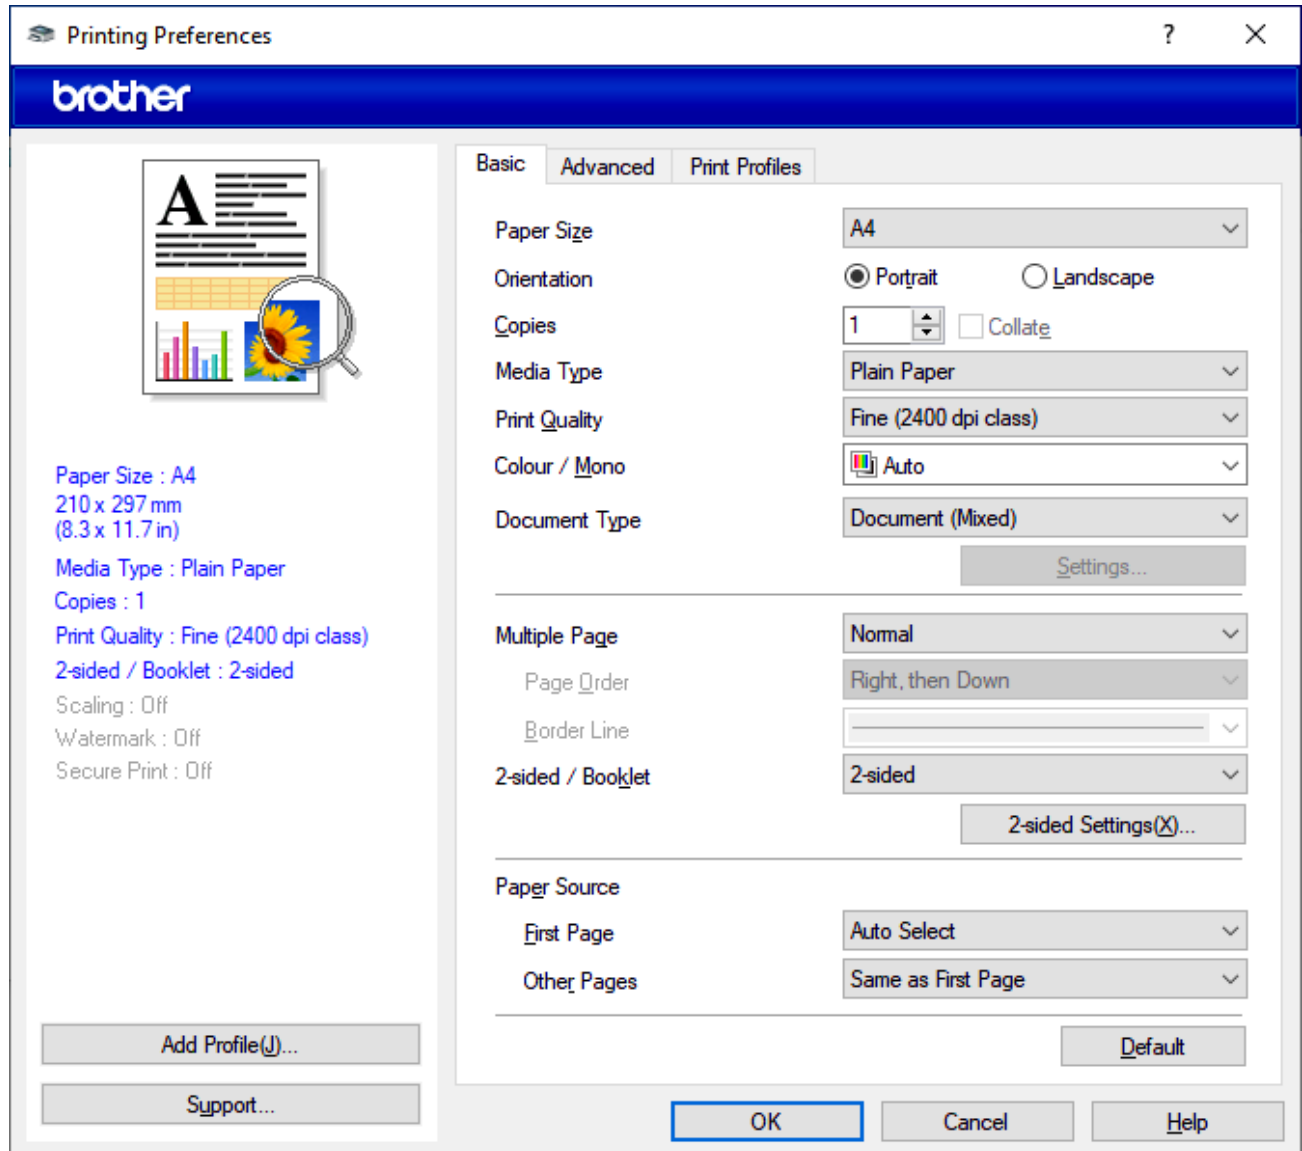 Printing Preferences ?
brother
A
Paper Size : A4
210 x 297 mm
(8.3 x 11.7 in)
Media Type : Plain Paper
Copies : 1
Print Quality : Fine (2400 dpi class)
2-sided / Booklet : 2-sided
Scaling : Off
Watermark : Off
Secure Print : Off
Add Profile(J)...
Support...
Basic Advanced Print Profiles
Paper Size A4
Orientation Portrait Landscape
Copies 1 Collate
Media Type Plain Paper
Print Quality Fine (2400 dpi class)
Colour / Mono Auto
Document Type Document (Mixed)
Settings...
Multiple Page Normal
Page Order Right, then Down
Border Line
2-sided / Booklet 2-sided
2-sided Settings(X)...
Paper Source
First Page Auto Select
Other Pages Same as First Page
Default
OK Cancel Help